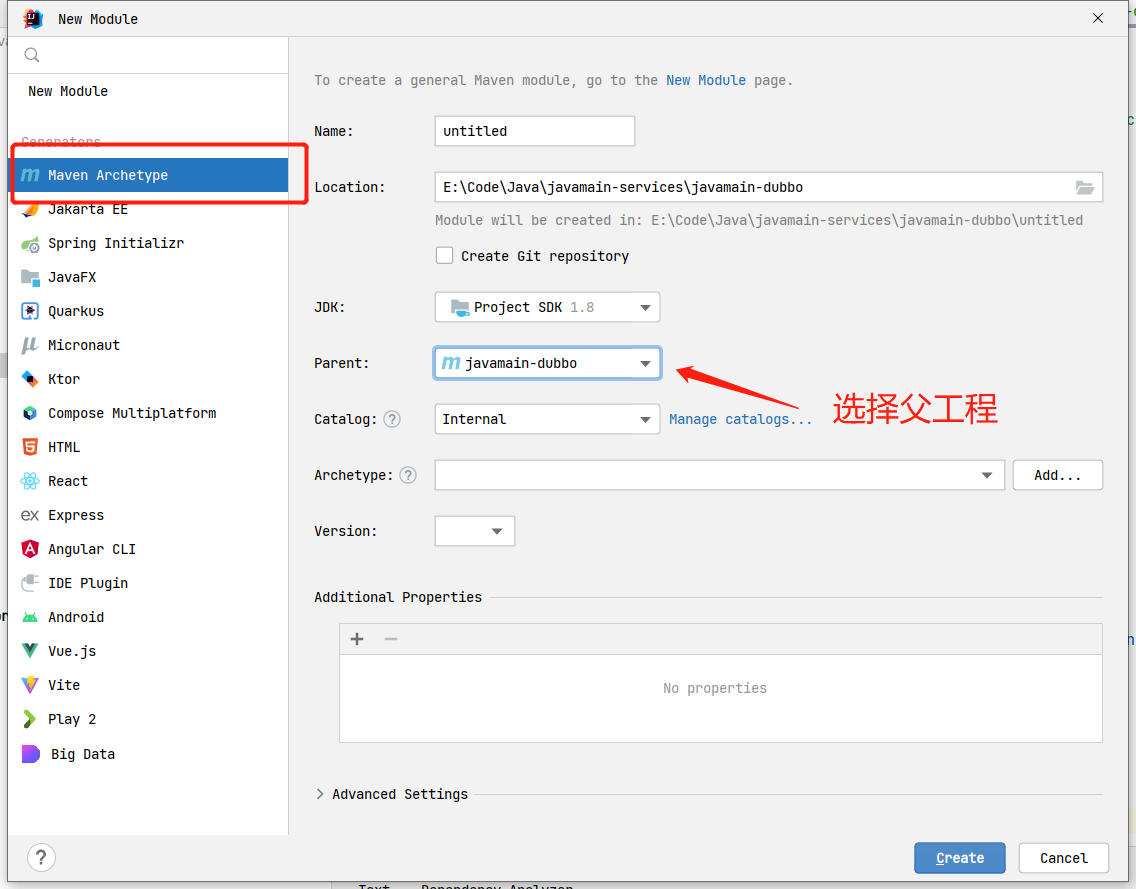 New Module
New Module
Generators
Maven Archetype
Jakarta EE
Spring Initializr
JavaFX
Quarkus
Micronaut
Ktor
Compose Multiplatform
HTML
React
Express
Angular CLI
IDE Plugin
Android
Vue.js
Vite
Play 2
Big Data
To create a general Maven module, go to the New Module page.
Name: untitled
Location: E:\Code\Java\javamain-services\javamain-dubbo
Module will be created in: E:\Code\Java\javamain-services\javamain-dubbo\untitled
Create Git repository
JDK: Project SDK 1.8
Parent: javamain-dubbo
选择父工程
Catalog: ? Internal Manage catalogs...
Archetype: ? Add...
Version:
Additional Properties
No properties
Advanced Settings
? Create Cancel
Text Dependency Analyzer